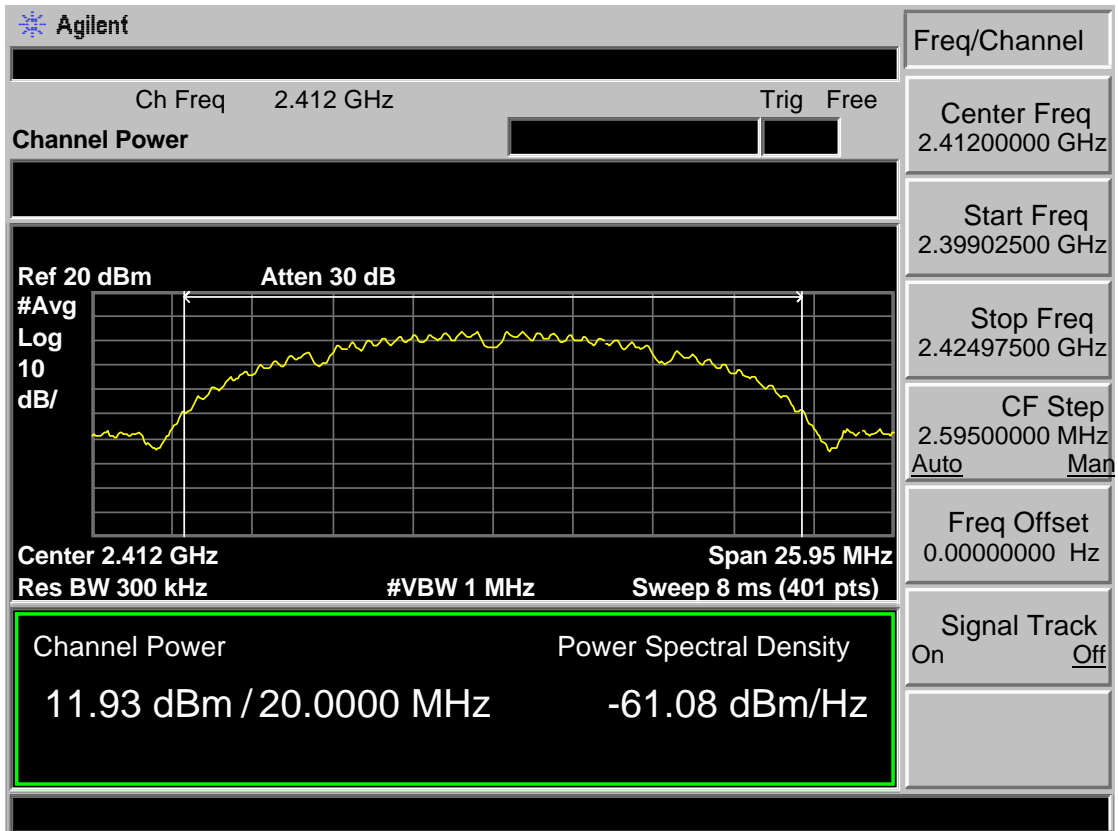 Agilent
Freq/Channel
Ch Freq 2.412 GHz Trig Free
Channel Power
Center Freq
2.41200000 GHz
Start Freq
2.39902500 GHz
Stop Freq
2.42497500 GHz
CF Step
2.59500000 MHz
Auto Man
Freq Offset
0.00000000 Hz
Signal Track
On Off
Ref 20 dBm Atten 30 dB
#Avg
Log
10
dB/
Center 2.412 GHz Span 25.95 MHz
Res BW 300 kHz #VBW 1 MHz Sweep 8 ms (401 pts)
Channel Power Power Spectral Density
11.93 dBm / 20.0000 MHz -61.08 dBm/Hz